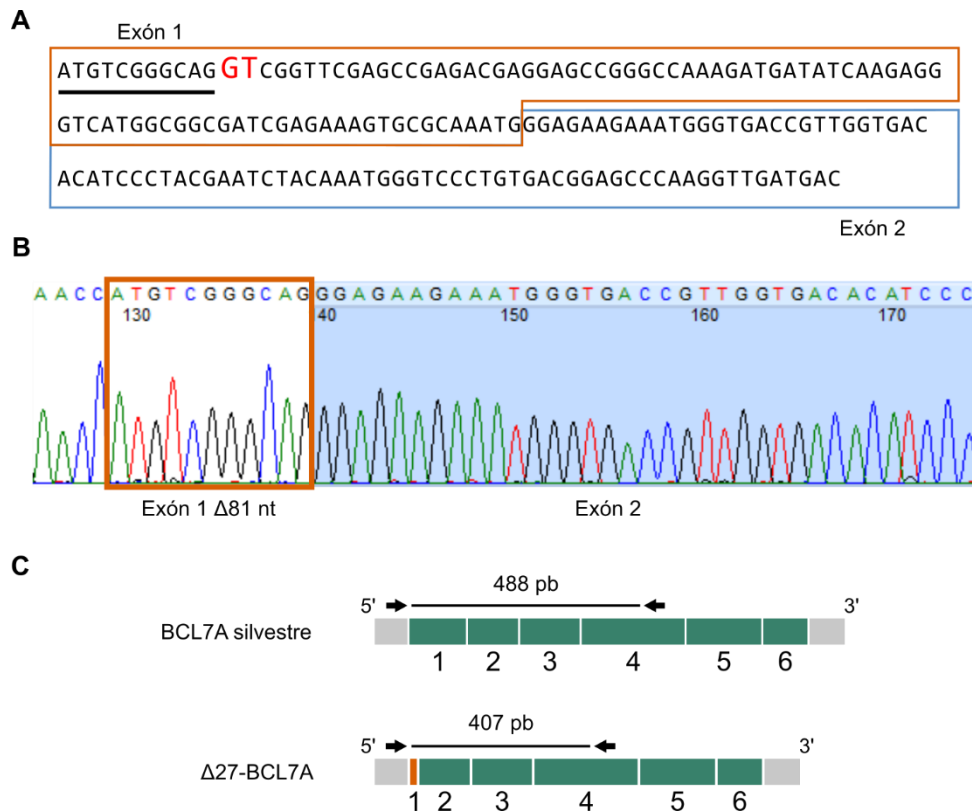 A
Exón 1
ATGTCGGGCAGGTCGGTTCGAGCCGAGACGAGGAGCCGGGCCAAAGATGATATCAAGAGG
GTCATGGCGGCGATCGAGAAAGTGCGCAAATGGGAGAAGAAATGGGTGACCGTTGGTGAC
ACATCCCTACGAATCTACAAATGGGTCCCTGTGACGGAGCCCAAGGTTGATGAC
Exón 2
B
AACCATGTCGGGCAGGGAGAAGAAATGGGTGACCGTTGGTGACACATCCC
130 40 150 160 170
Exón 1 Δ81 nt Exón 2
C
488 pb
5' 3'
BCL7A silvestre
1 2 3 4 5 6
407 pb
5' 3'
Δ27-BCL7A
1 2 3 4 5 6